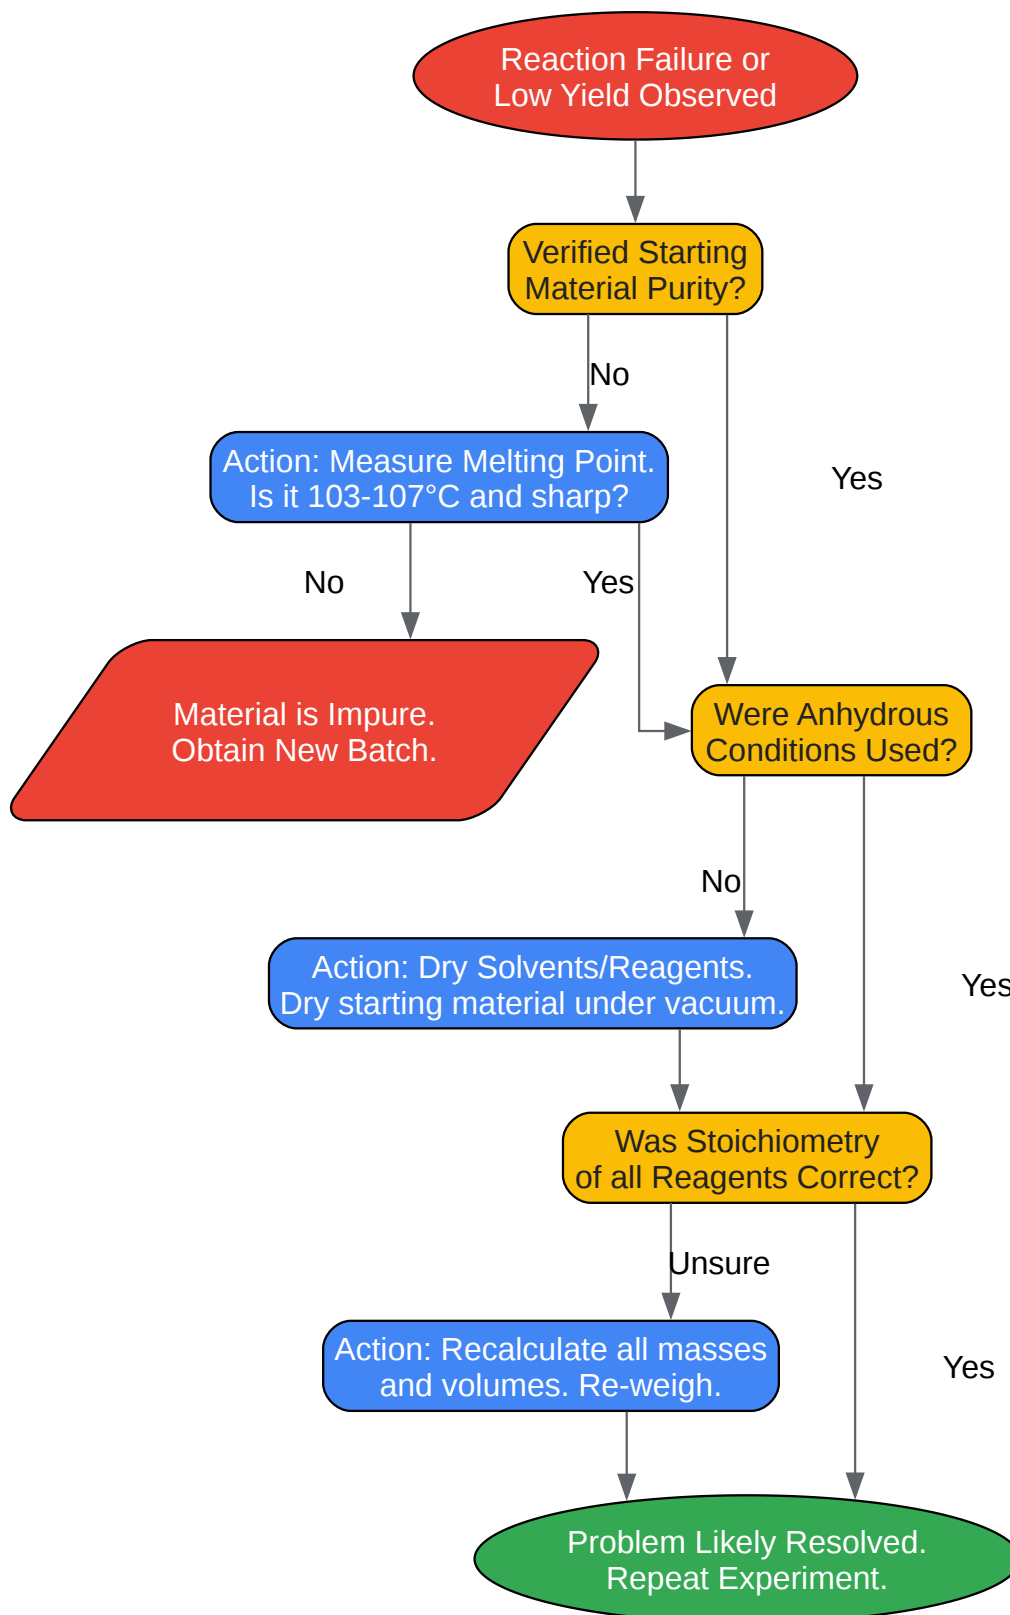 Reaction Failure or
Low Yield Observed
Verified Starting
Material Purity?
No
Yes
Action: Measure Melting Point.
Is it 103-107°C and sharp?
No
Yes
Material is Impure.
Obtain New Batch.
Were Anhydrous
Conditions Used?
No
Yes
Action: Dry Solvents/Reagents.
Dry starting material under vacuum.
Was Stoichiometry
of all Reagents Correct?
Unsure
Yes
Action: Recalculate all masses
and volumes. Re-weigh.
Problem Likely Resolved.
Repeat Experiment.